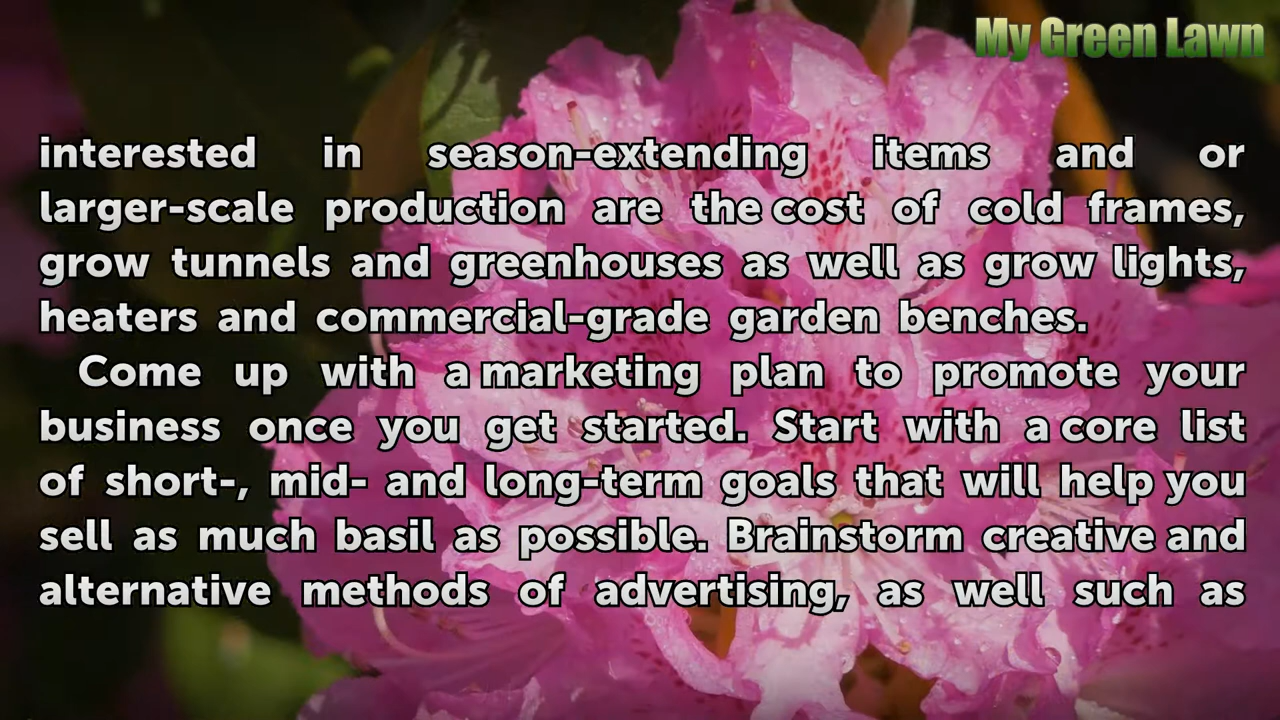 My Green Lawn
interested in season-extending items and or
larger-scale production are the cost of cold frames,
grow tunnels and greenhouses as well as grow lights,
heaters and commercial-grade garden benches.
Come up with a marketing plan to promote your
business once you get started. Start with a core list
of short-, mid- and long-term goals that will help you
sell as much basil as possible. Brainstorm creative and
alternative methods of advertising, as well such as